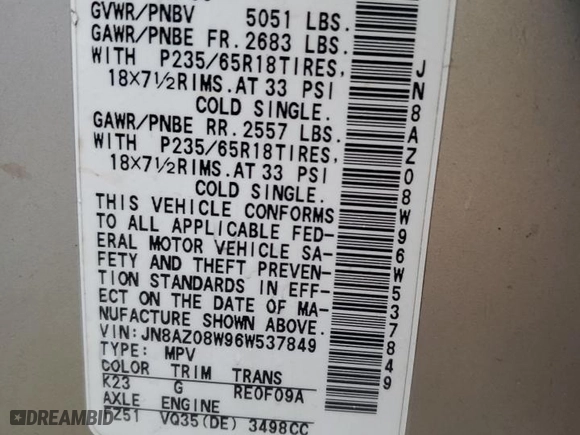 GVWR/PNBV 5051 LBS.
GAWR/PNBE FR. 2683 LBS.
WITH P235/65R18TIRES,
18×7½RIMS. AT 33 PSI
COLD SINGLE.
GAWR/PNBE RR. 2557 LBS.
WITH P235/65R18TIRES,
18×7½RIMS. AT 33 PSI
COLD SINGLE.
THIS VEHICLE CONFORMS
TO ALL APPLICABLE FED-
ERAL MOTOR VEHICLE SA-
FETY AND THEFT PREVEN-
TION STANDARDS IN EFF-
ECT ON THE DATE OF MA-
NUFACTURE SHOWN ABOVE.
VIN: JN8AZ08W96W537849
TYPE: MPV
COLOR TRIM TRANS
K23 G RE0F09A
AXLE ENGINE
VQ35(DE) 3498CC
JN8AZ08W96W537849
DREAMBID